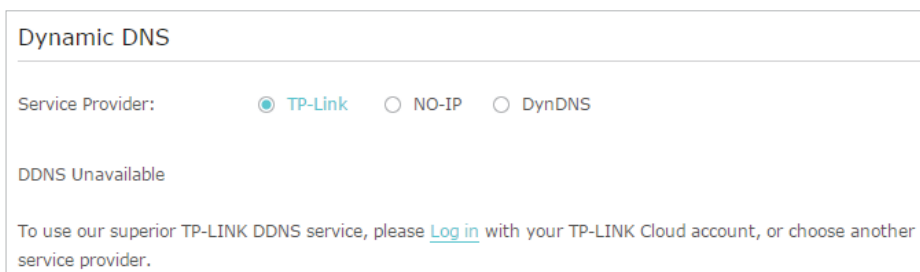 Dynamic DNS
Service Provider: TP-Link NO-IP DynDNS
DDNS Unavailable
To use our superior TP-LINK DDNS service, please Log in with your TP-LINK Cloud account, or choose another
service provider.